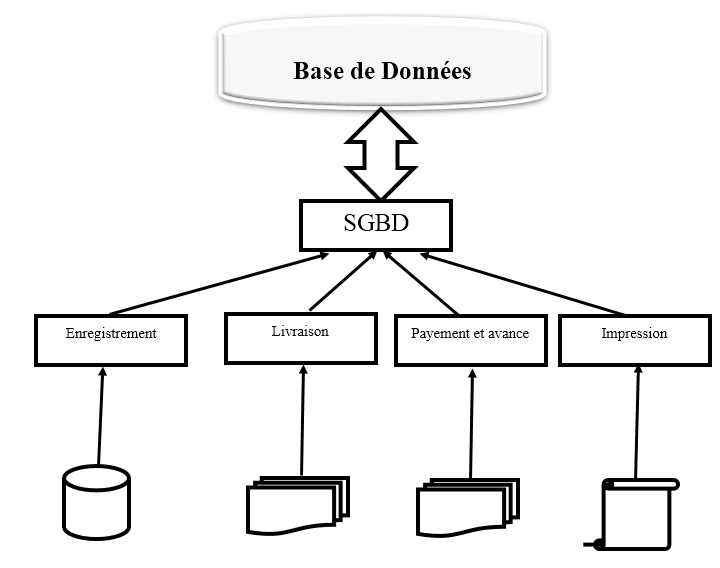 Base de Données
SGBD
Enregistrement
Livraison
Payement et avance
Impression